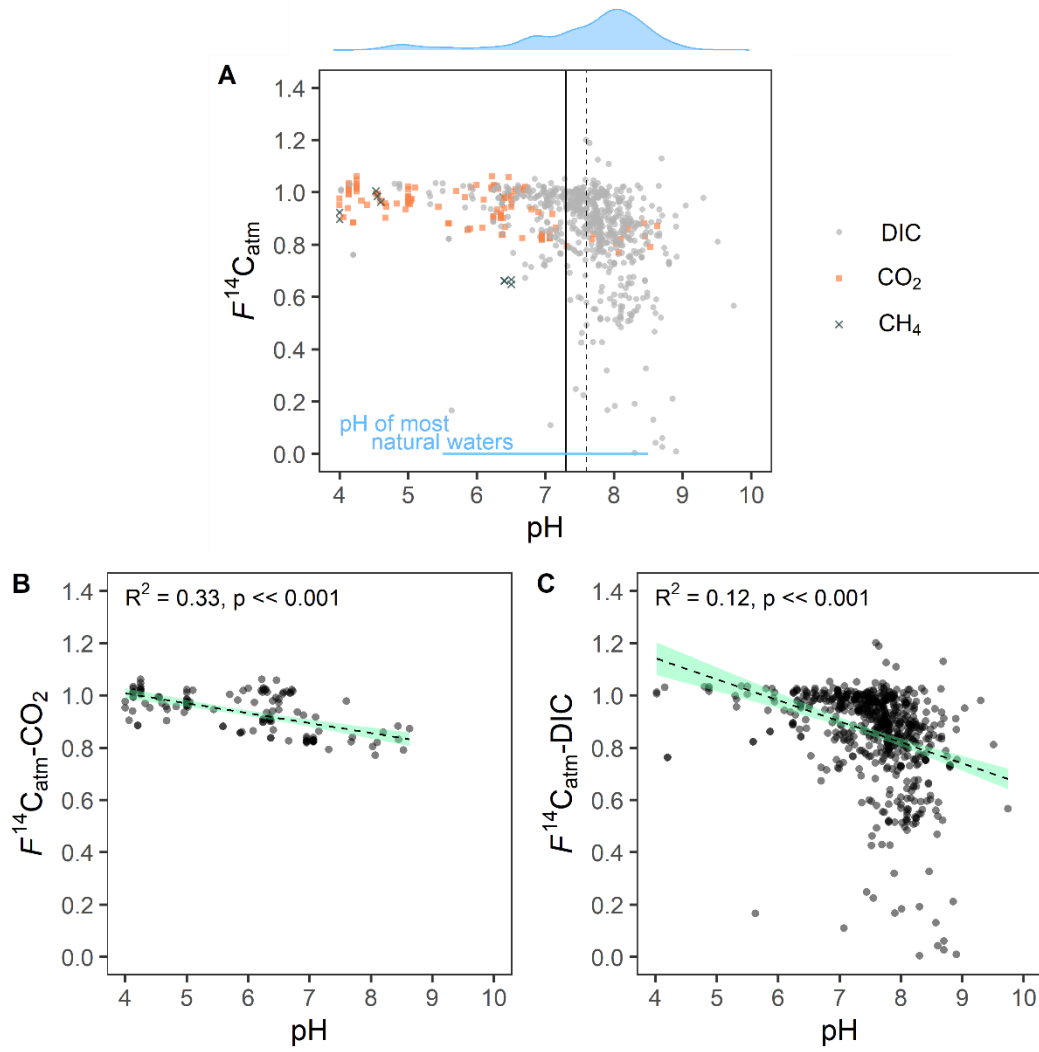 A
1.4
1.2
1.0
0.8
0.6
0.4
0.2
0.0
F¹⁴Cₐₜₘ
pH of most
natural waters
4 5 6 7 8 9 10
pH
DIC
CO₂
CH₄
B
R² = 0.33, p << 0.001
1.4
1.2
1.0
0.8
0.6
0.4
0.2
0.0
F¹⁴Cₐₜₘ-CO₂
4 5 6 7 8 9 10
pH
C
R² = 0.12, p << 0.001
1.4
1.2
1.0
0.8
0.6
0.4
0.2
0.0
F¹⁴Cₐₜₘ-DIC
4 5 6 7 8 9 10
pH